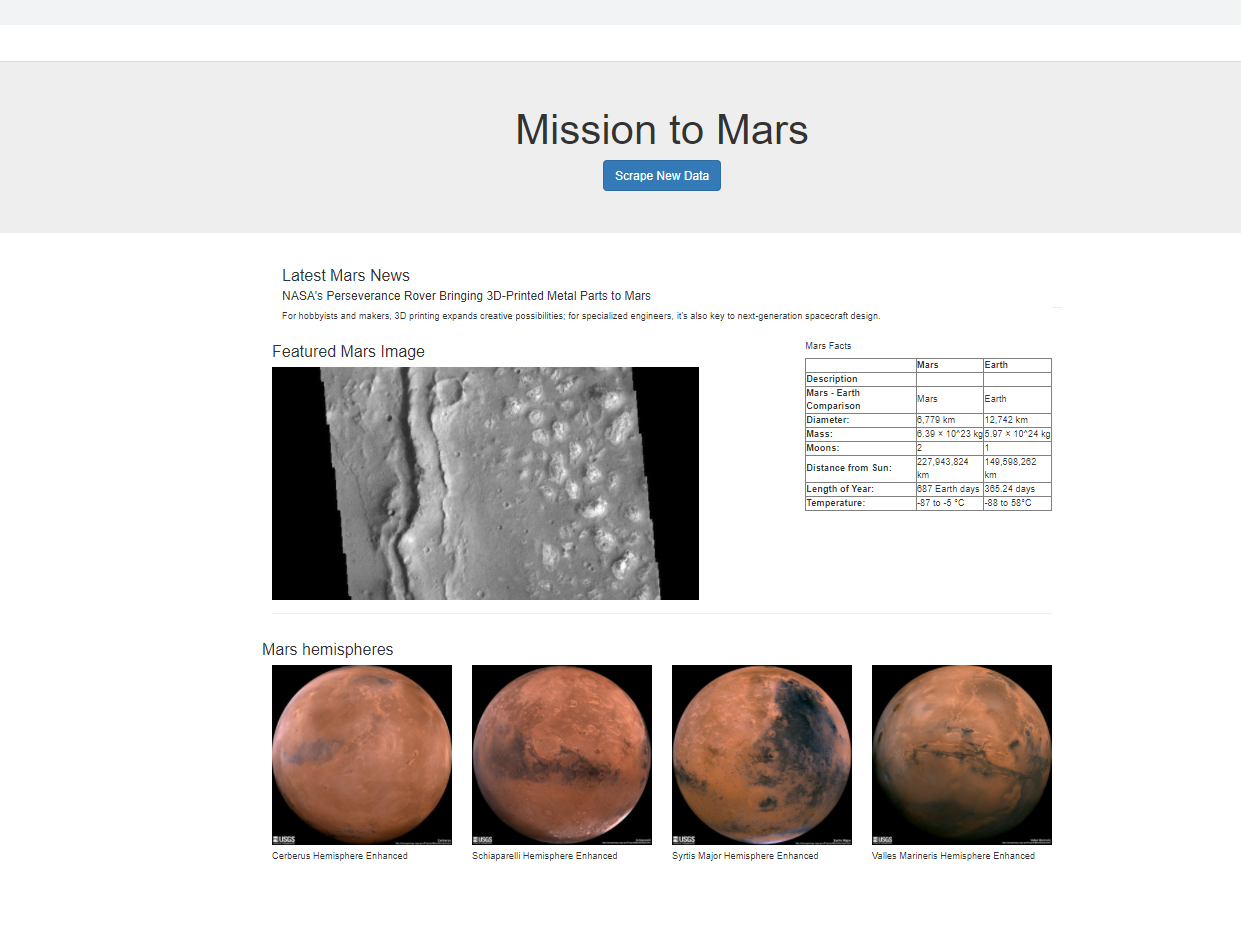 Mission to Mars
Scrape New Data
Latest Mars News
NASA's Perseverance Rover Bringing 3D-Printed Metal Parts to Mars
For hobbyists and makers, 3D printing expands creative possibilities; for specialized engineers, it's also key to next-generation spacecraft design.
Featured Mars Image
Mars Facts
Mars Earth
Description
Mars - Earth
Comparison Mars Earth
Diameter: 6,779 km 12,742 km
Mass: 6.39 × 10^23 kg 5.97 × 10^24 kg
Moons: 2 1
Distance from Sun: 227,943,824 km 149,598,262 km
Length of Year: 687 Earth days 365.24 days
Temperature: -87 to -5 °C -88 to 58°C
Mars hemispheres
USGS
USGS
USGS
USGS
Cerberus Hemisphere Enhanced
Schiaparelli Hemisphere Enhanced
Syrtis Major Hemisphere Enhanced
Valles Marineris Hemisphere Enhanced